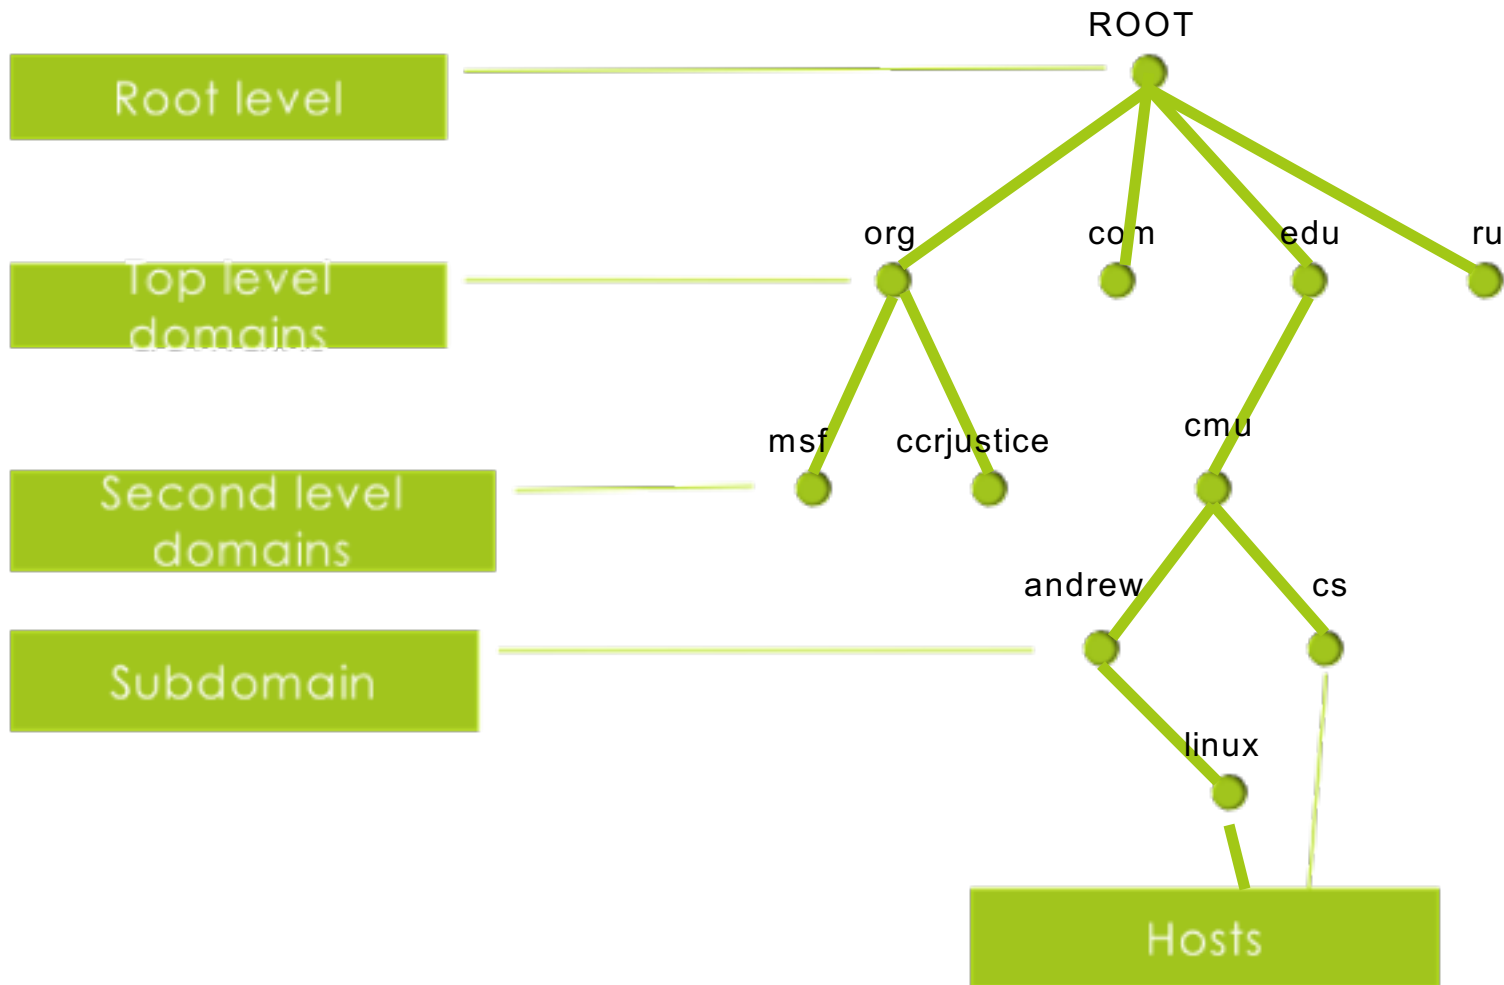 ROOT
Root level
org com edu ru
Top level
domains
msf ccrjustice cmu
Second level
domains
andrew cs
Subdomain
linux
Hosts